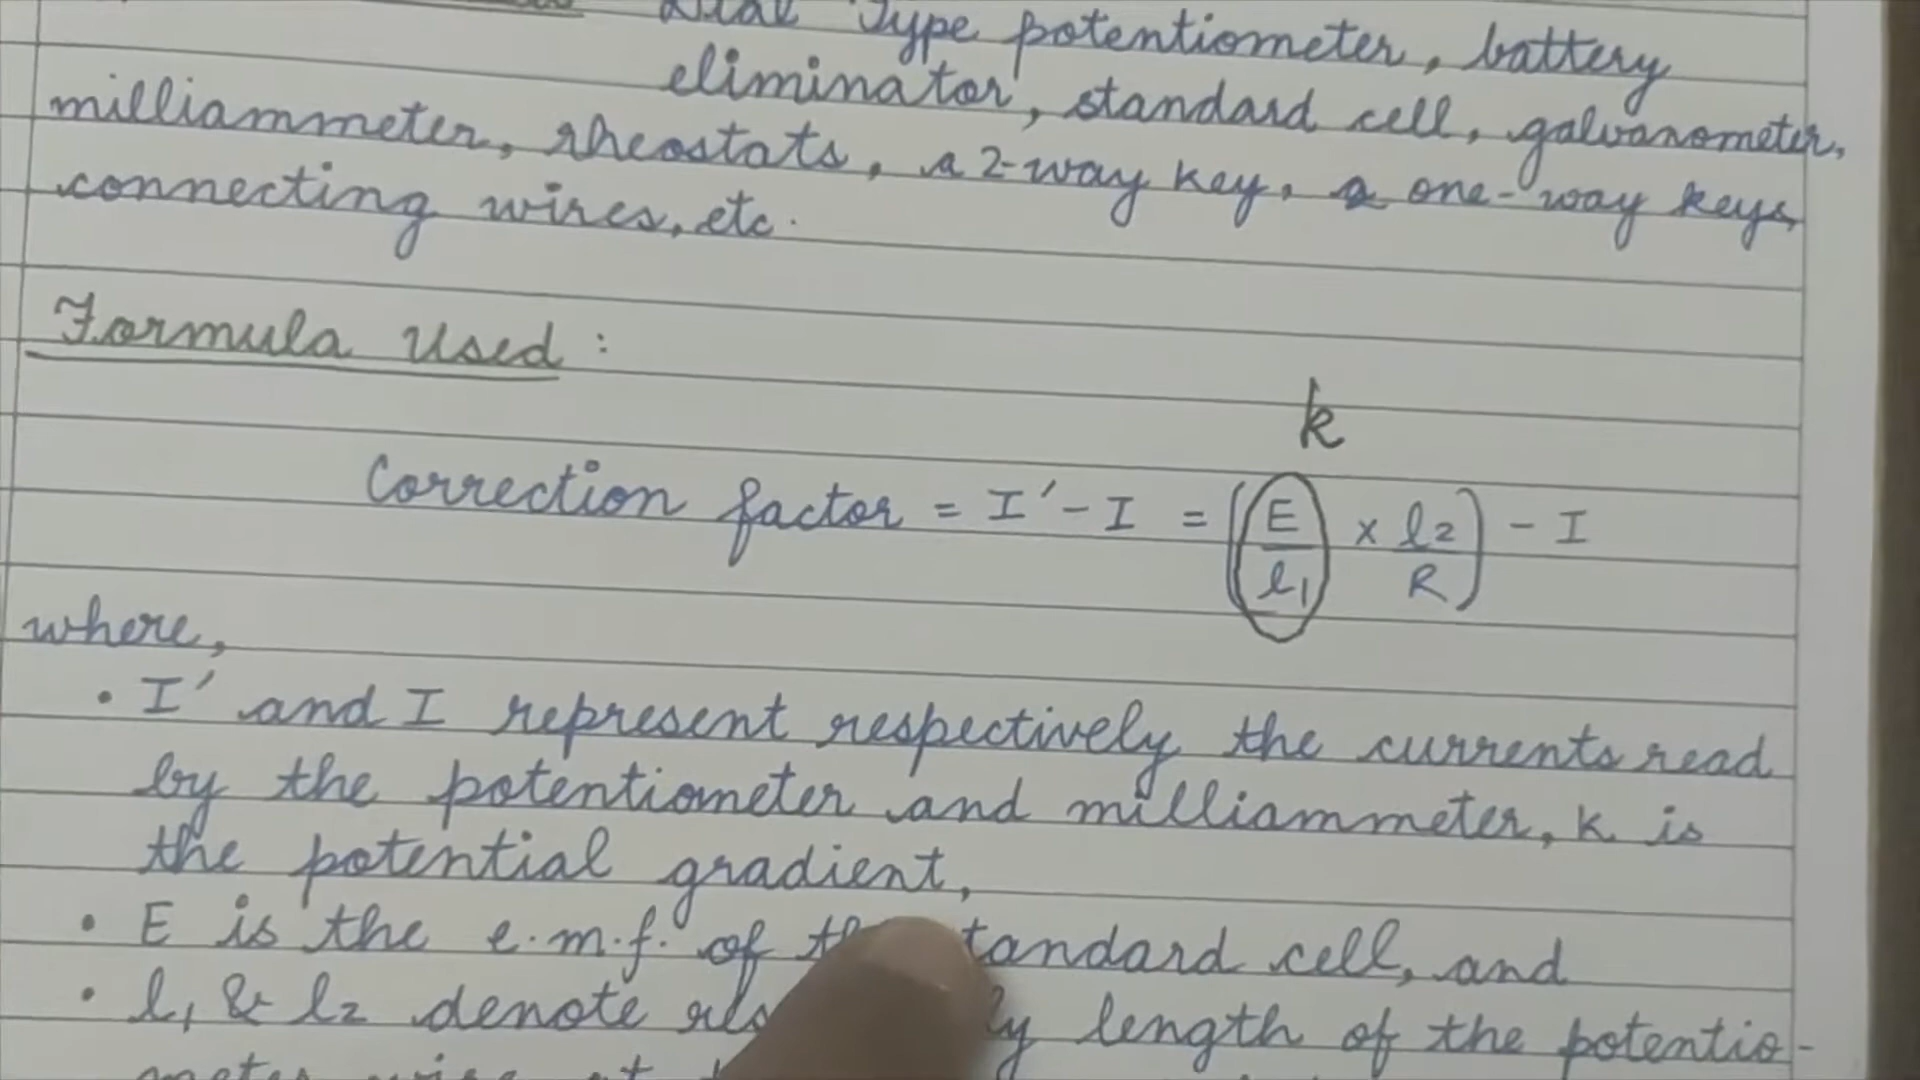 Dial Type potentiometer, battery
eliminator, standard cell, galvanometer,
milliammeter, rheostats, a 2-way key, a one-way keys,
connecting wires, etc.
Formula Used :
k
Correction factor = I′ - I = (E/l₁ × l₂/R) - I
where,
• I′ and I represent respectively the currents read
by the potentiometer and milliammeter, k is
the potential gradient,
• E is the e.m.f. of standard cell, and
• l₁ & l₂ denote length of the potentio-